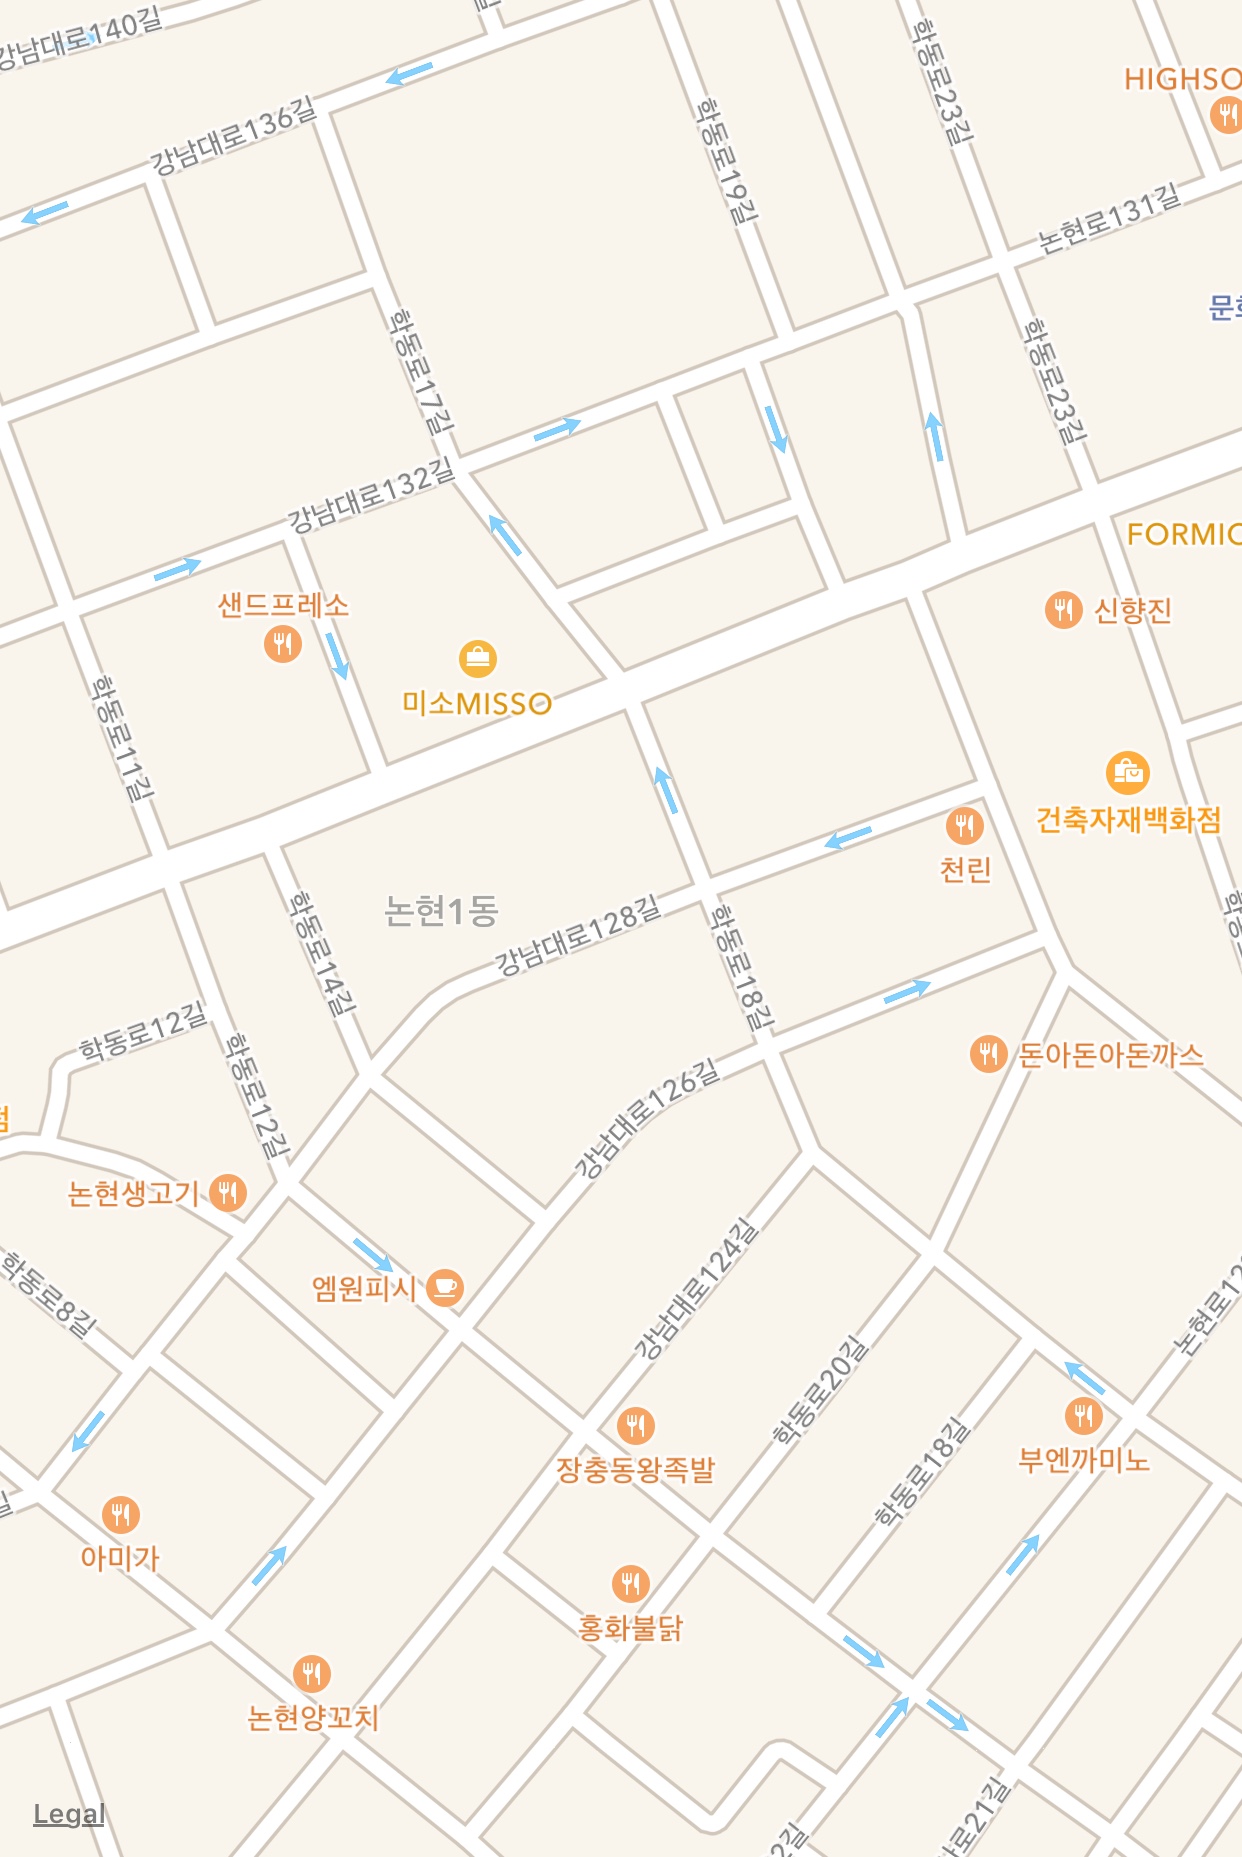 강남대로140길
강남대로136길
학동로19길
학동로23길
HIGHSO
논현로131길
학동로17길
학동로23길
강남대로132길
FORMIC
샌드프레소
신향진
미소MISSO
학동로11길
건축자재백화점
천린
논현1동
강남대로128길
학동로14길
학동로18길
학동로12길
학동로12길
돈아돈아돈까스
강남대로126길
논현생고기
학동로8길
엠원피시
강남대로124길
학동로20길
학동로18길
부엔까미노
장충동왕족발
아미가
홍화불닭
논현양꼬치
Legal